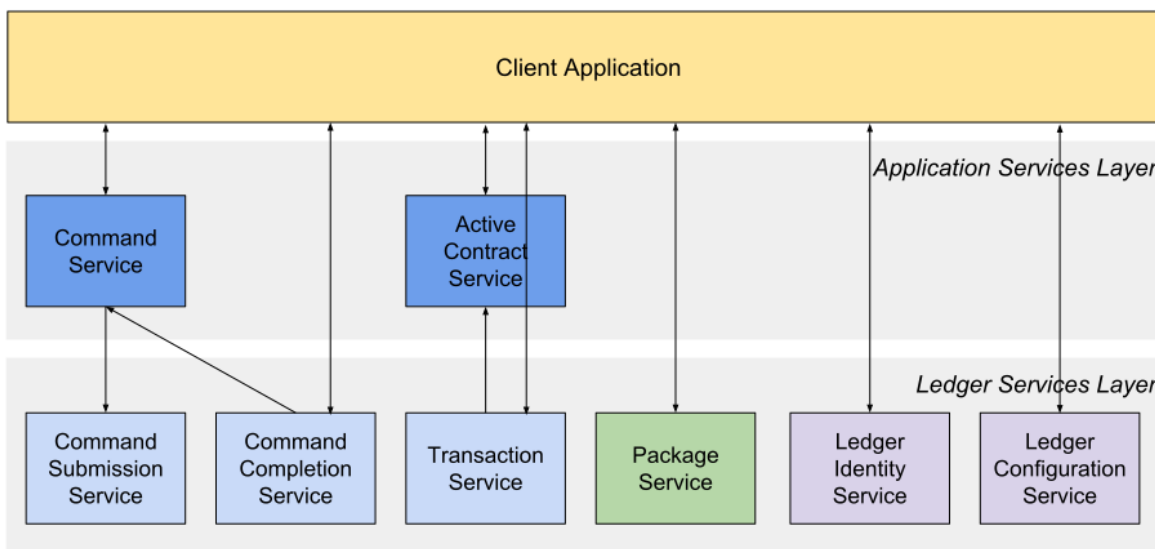 Client Application
Application Services Layer
Command
Service
Active
Contract
Service
Ledger Services Layer
Command
Submission
Service
Command
Completion
Service
Transaction
Service
Package
Service
Ledger
Identity
Service
Ledger
Configuration
Service